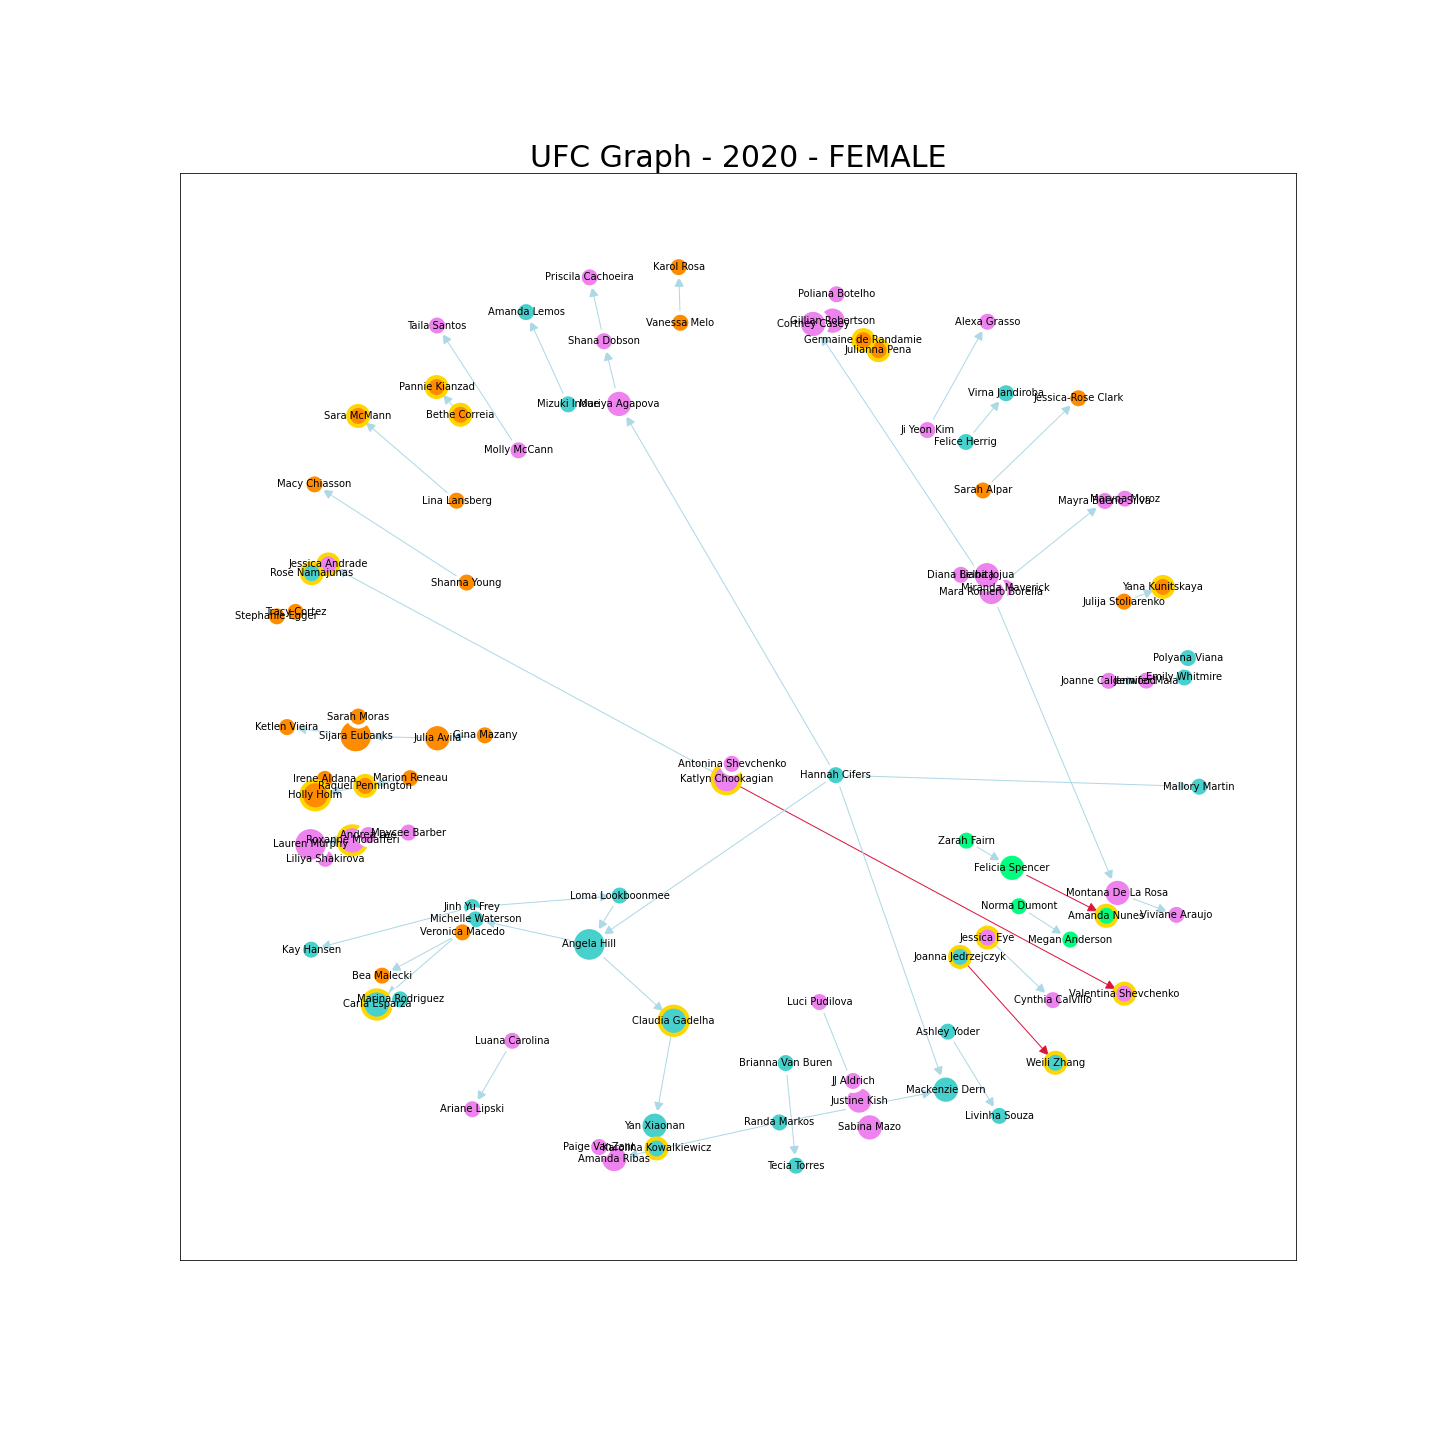 UFC Graph - 2020 - FEMALE
Karol Rosa
Priscila Cachoeira
Poliana Botelho
Amanda Lemos
Taila Santos
Vanessa Melo
Gillian Robertson
Cortney Casey
Alexa Grasso
Shana Dobson
Germaine de Randamie
Julianna Pena
Pannie Kianzad
Virna Jandiroba
Jessica-Rose Clark
Mizuki Inoue
Mariya Agapova
Sara McMann
Bethe Correia
Ji Yeon Kim
Felice Herrig
Molly McCann
Macy Chiasson
Sarah Alpar
Lina Lansberg
Mayra Bueno Silva
Maryna Moroz
Jessica Andrade
Rose Namajunas
Shanna Young
Diana Belbita
Liana Jojua
Miranda Maverick
Mara Romero Borella
Yana Kunitskaya
Julija Stoliarenko
Tracy Cortez
Stephanie Egger
Polyana Viana
Emily Whitmire
Joanne Calderwood
Jennifer Maia
Sarah Moras
Ketlen Vieira
Sijara Eubanks
Julia Avila
Gina Mazany
Antonina Shevchenko
Katlyn Chookagian
Hannah Cifers
Mallory Martin
Irene Aldana
Marion Reneau
Raquel Pennington
Holly Holm
Andrea Lee
Maycee Barber
Roxanne Modafferi
Lauren Murphy
Liliya Shakirova
Zarah Fairn
Felicia Spencer
Montana De La Rosa
Loma Lookboonmee
Jinh Yu Frey
Norma Dumont
Amanda Nunes
Viviane Araujo
Michelle Waterson
Veronica Macedo
Jessica Eye
Megan Anderson
Kay Hansen
Angela Hill
Joanna Jedrzejczyk
Bea Malecki
Valentina Shevchenko
Marina Rodriguez
Carla Esparza
Luci Pudilova
Cynthia Calvillo
Claudia Gadelha
Ashley Yoder
Luana Carolina
Brianna Van Buren
Weili Zhang
JJ Aldrich
Mackenzie Dern
Justine Kish
Ariane Lipski
Livinha Souza
Randa Markos
Yan Xiaonan
Sabina Mazo
Paige VanZant
Karolina Kowalkiewicz
Amanda Ribas
Tecia Torres